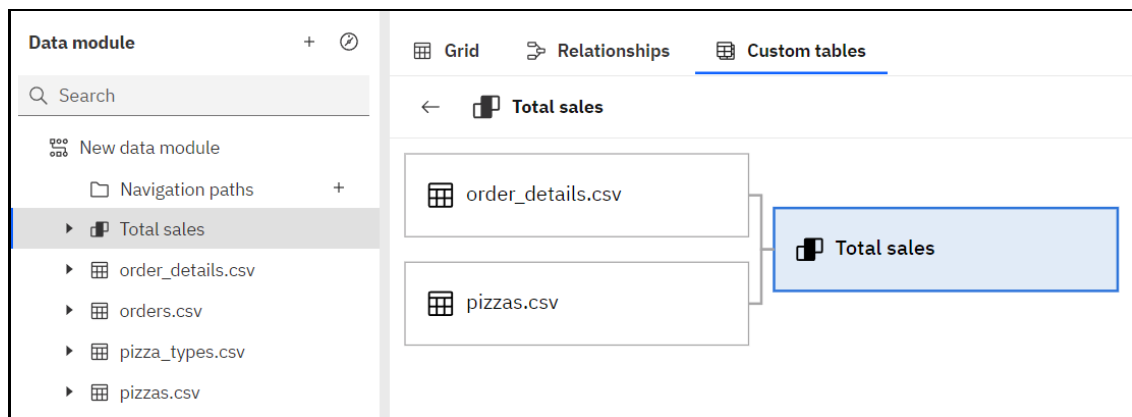 Data module
Search
New data module
Navigation paths
Total sales
order_details.csv
orders.csv
pizza_types.csv
pizzas.csv
Grid
Relationships
Custom tables
Total sales
order_details.csv
pizzas.csv
Total sales